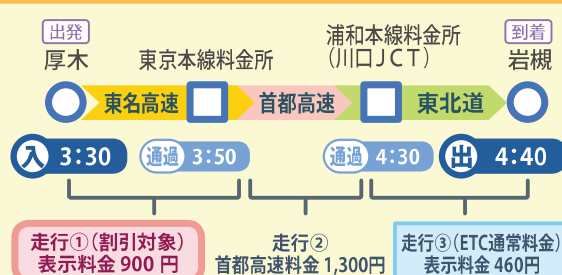 出発
厚木
東京本線料金所
浦和本線料金所
(川口JCT)
到着
岩槻
東名高速
首都高速
東北道
入 3:30
通過 3:50
通過 4:30
出 4:40
走行①(割引対象)
表示料金 900 円
走行②
首都高速料金 1,300円
走行③(ETC通常料金)
表示料金 460円